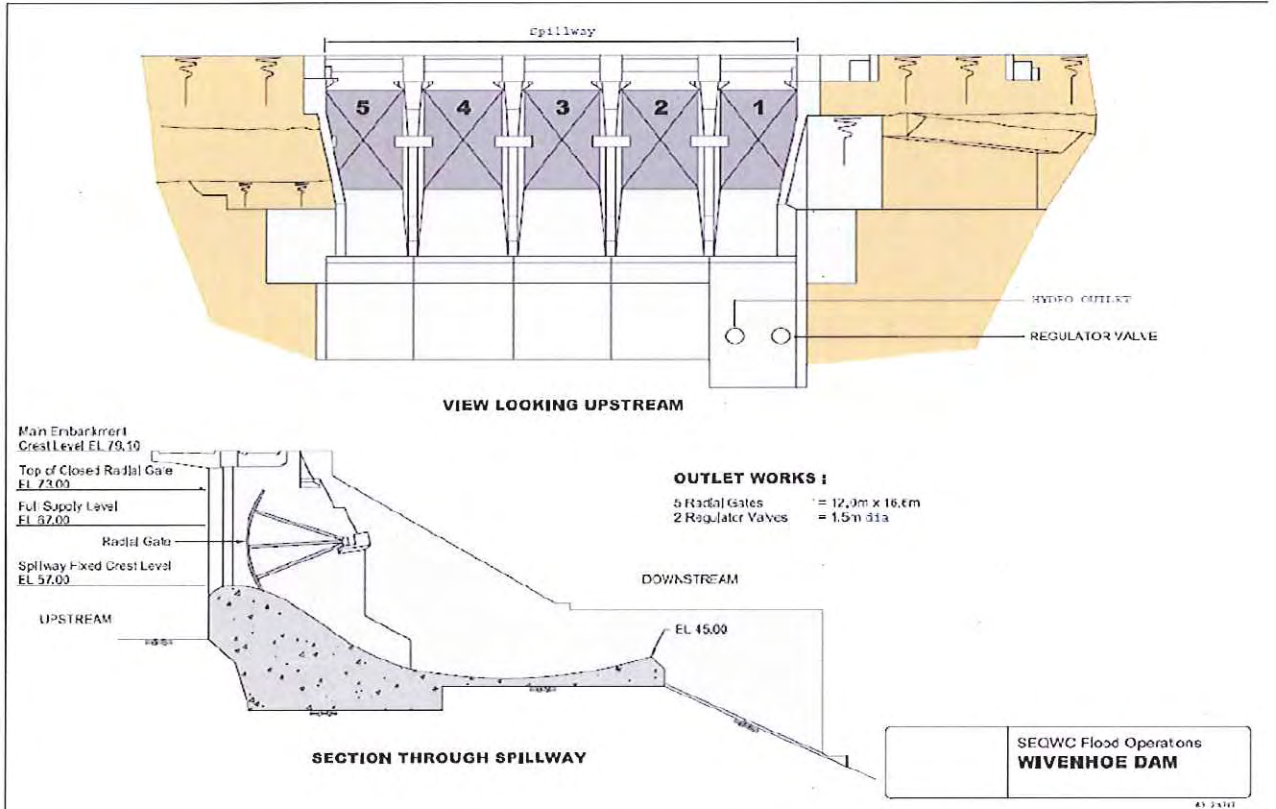 Spillway
5 4 3 2 1
HYDRO OUTLET
REGULATOR VALVE
VIEW LOOKING UPSTREAM
Main Embankment
Crest Level EL 79.10
Top of Closed Radial Gate
EL 73.00
Full Supply Level
EL 67.00
Radial Gate
Spillway Fixed Crest Level
EL 57.00
UPSTREAM
OUTLET WORKS :
5 Radial Gates = 12.0m x 16.6m
2 Regulator Valves = 1.5m dia
DOWNSTREAM
EL 45.00
SECTION THROUGH SPILLWAY
SEQWC Flood Operations
WIVENHOE DAM